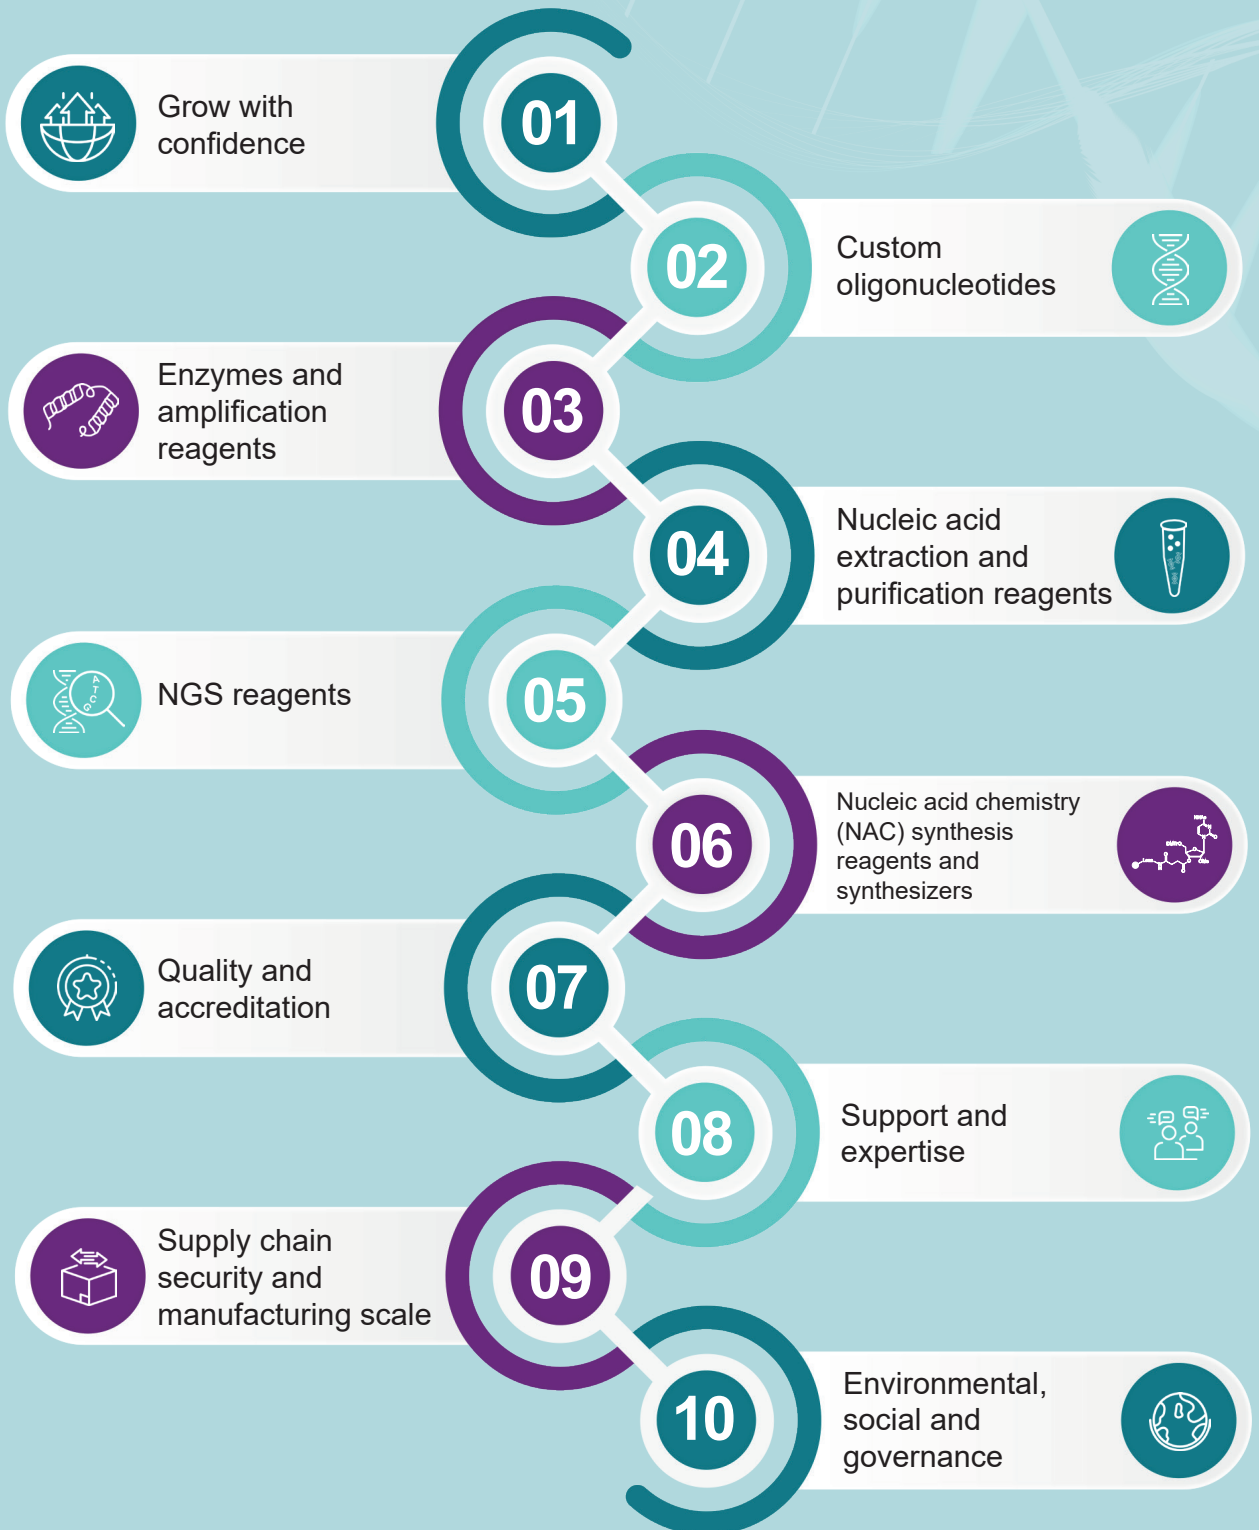 01
Grow with
confidence
02
Custom
oligonucleotides
03
Enzymes and
amplification
reagents
04
Nucleic acid
extraction and
purification reagents
05
NGS reagents
A
T
C
G
06
Nucleic acid chemistry
(NAC) synthesis
reagents and
synthesizers
07
Quality and
accreditation
08
Support and
expertise
09
Supply chain
security and
manufacturing scale
10
Environmental,
social and
governance